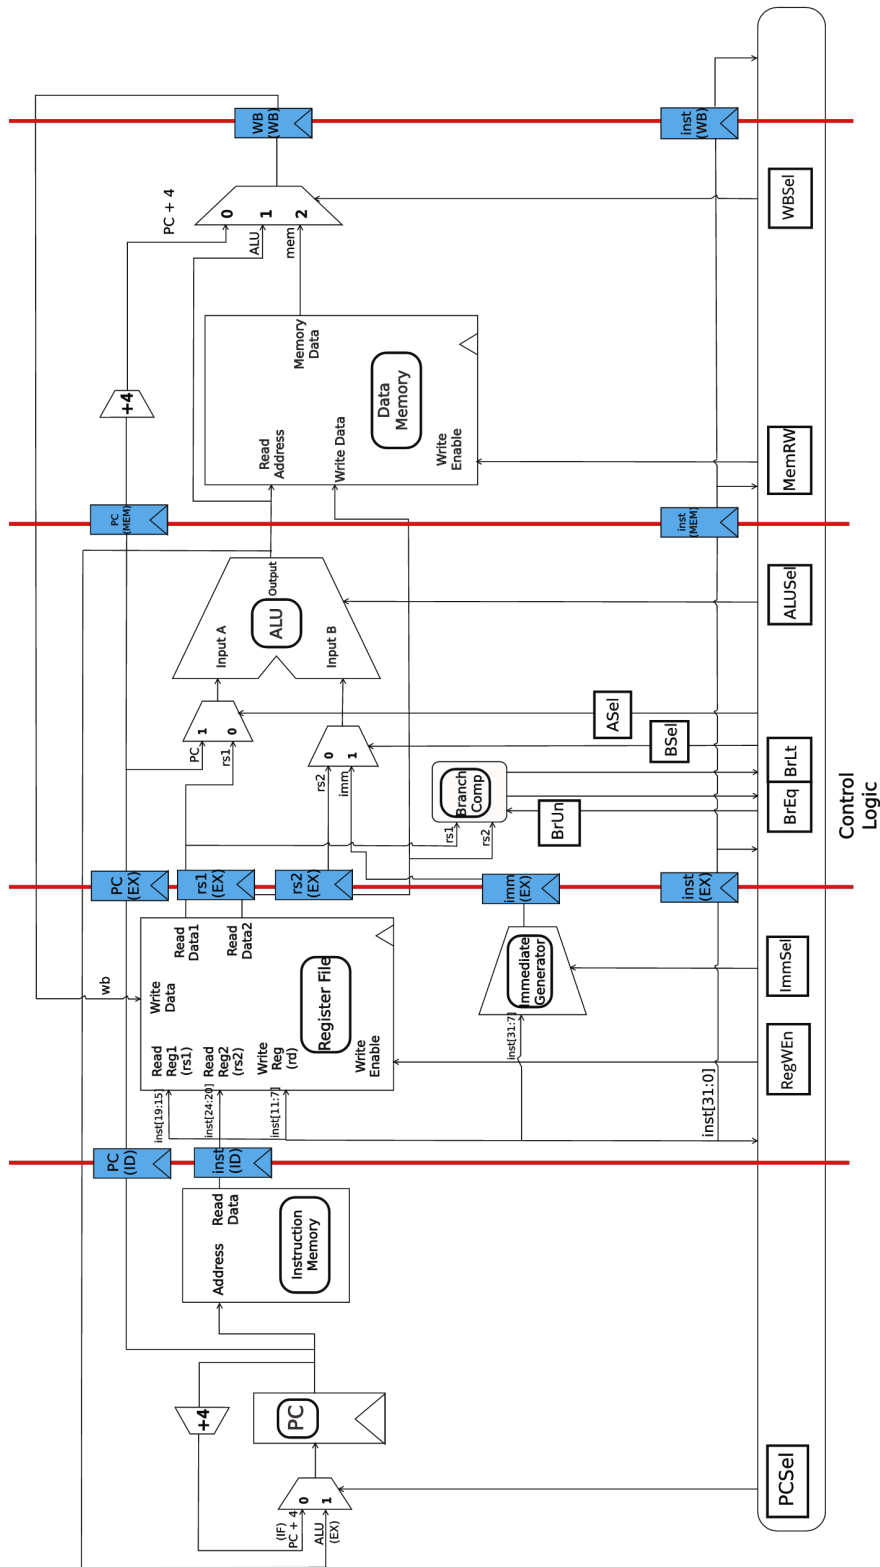 +4
(IF)
PC + 4
0
ALU
(EX)
1
PC
Address
Read
Data
Instruction
Memory
PC
(ID)
inst
(ID)
inst[19:15]
inst[24:20]
inst[11:7]
wb
Write
Data
Read
Reg1
(rs1)
Read
Reg2
(rs2)
Write
Reg
(rd)
Write
Enable
Register File
Read
Data1
Read
Data2
inst[31:7]
Immediate
Generator
inst[31:0]
PC
(EX)
rs1
(EX)
rs2
(EX)
imm
(EX)
inst
(EX)
PC
1
rs1
0
rs2
0
imm
1
rs1
rs2
Branch
Comp
Input A
Input B
ALU
Output
PC
(MEM)
inst
(MEM)
+4
Read
Address
Write Data
Write
Enable
Data
Memory
Memory
Data
PC + 4
0
ALU
1
mem
2
WB
(WB)
inst
(WB)
PCSel
RegWEn
ImmSel
BrUn
BrEq
BrLt
BSel
ASel
ALUSel
MemRW
WBSel
Control
Logic